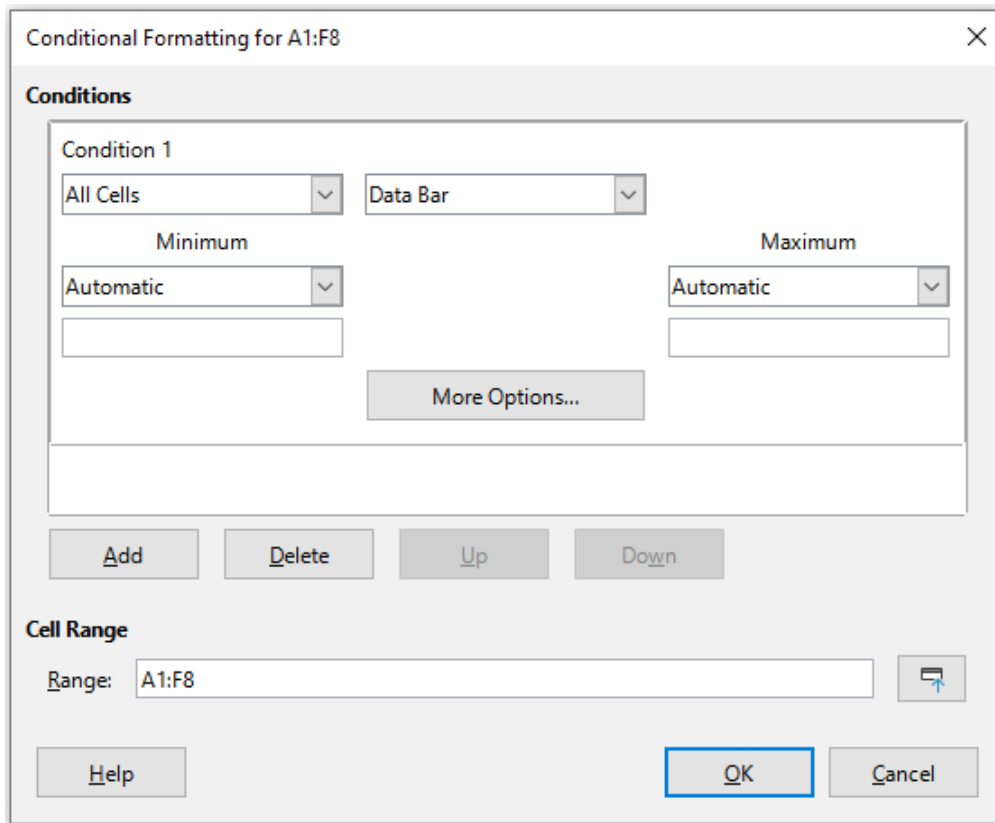 Conditional Formatting for A1:F8
Conditions
Condition 1
All Cells Data Bar
Minimum Maximum
Automatic Automatic
More Options...
Add Delete Up Down
Cell Range
Range: A1:F8
Help OK Cancel